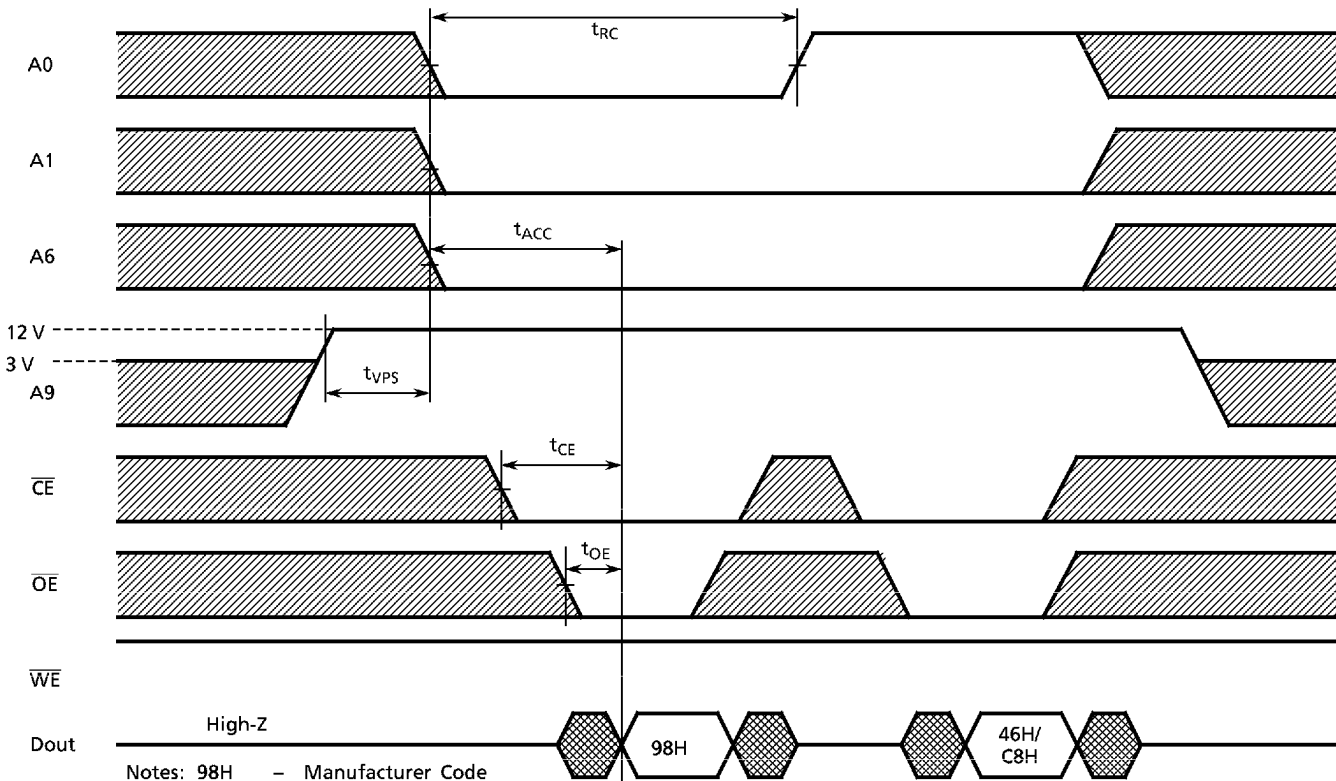 tRC
A0
A1
tACC
A6
12 V
3 V
tVPS
A9
tCE
CE
tOE
OE
WE
High-Z
Dout
98H
46H/
C8H
Notes: 98H – Manufacturer Code